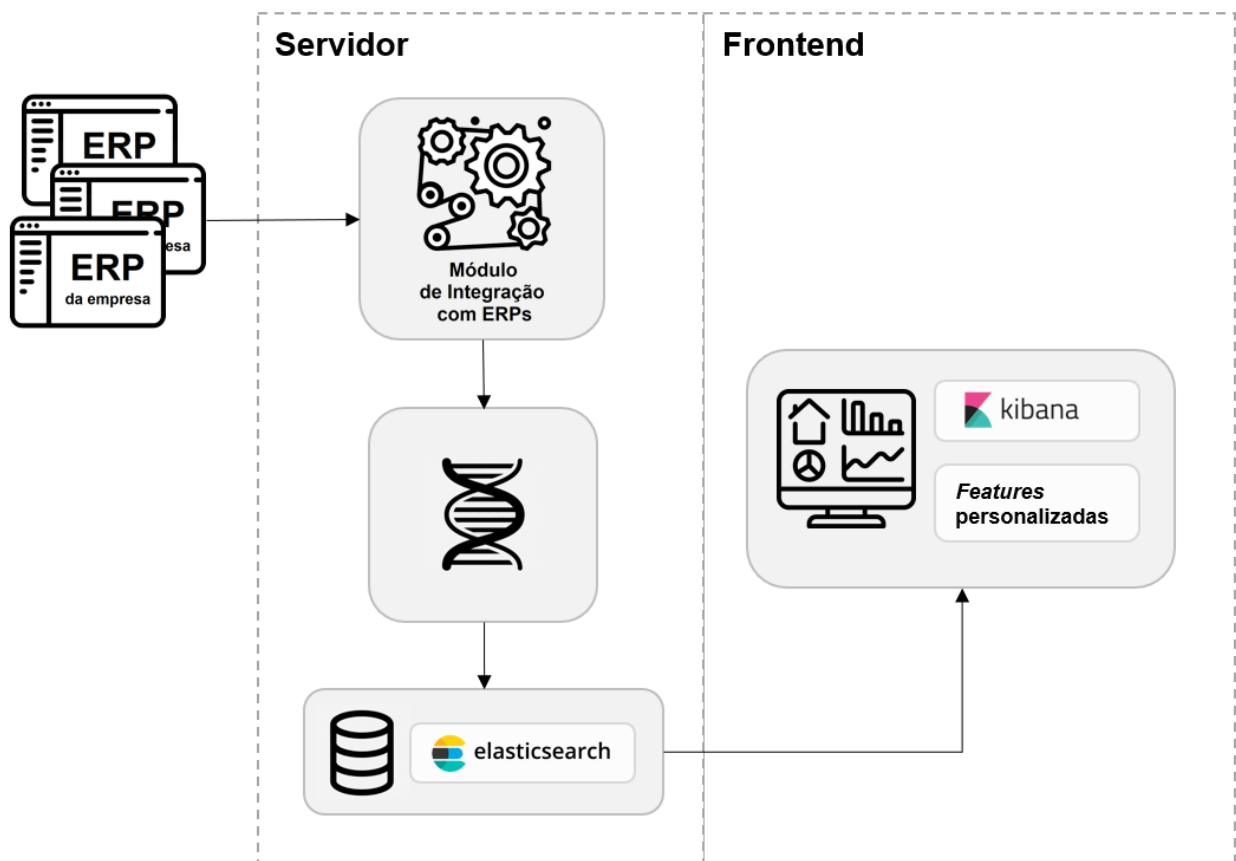 Servidor
Frontend
ERP
ERP
esa
ERP
da empresa
Módulo
de Integração
com ERPs
kibana
Features
personalizadas
elasticsearch